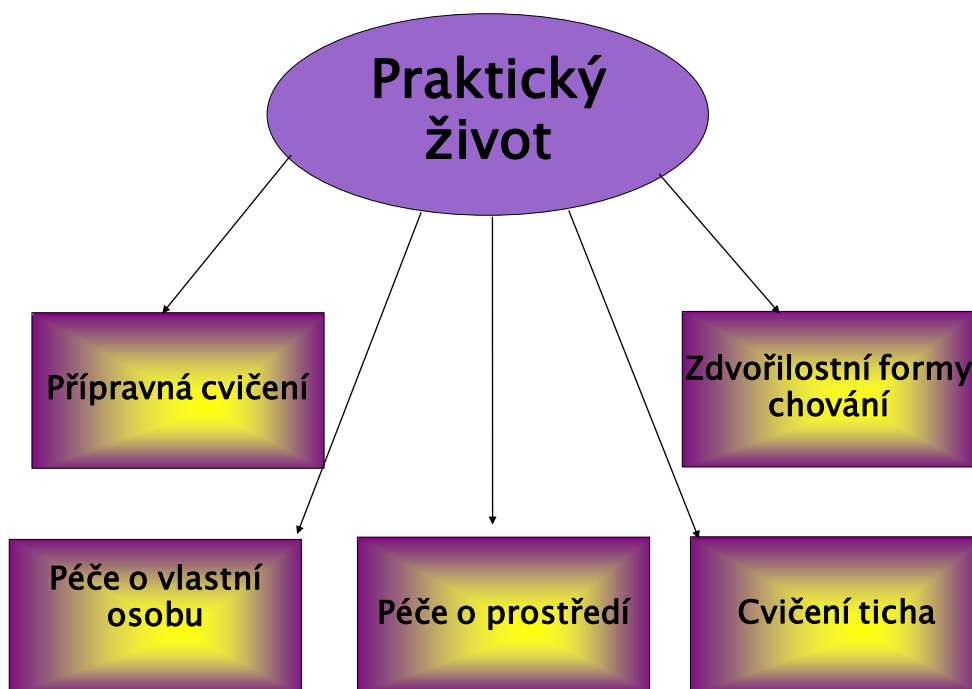 Praktický
život
Přípravná cvičení
Zdvořilostní formy
chování
Péče o vlastní
osobu
Péče o prostředí
Cvičení ticha